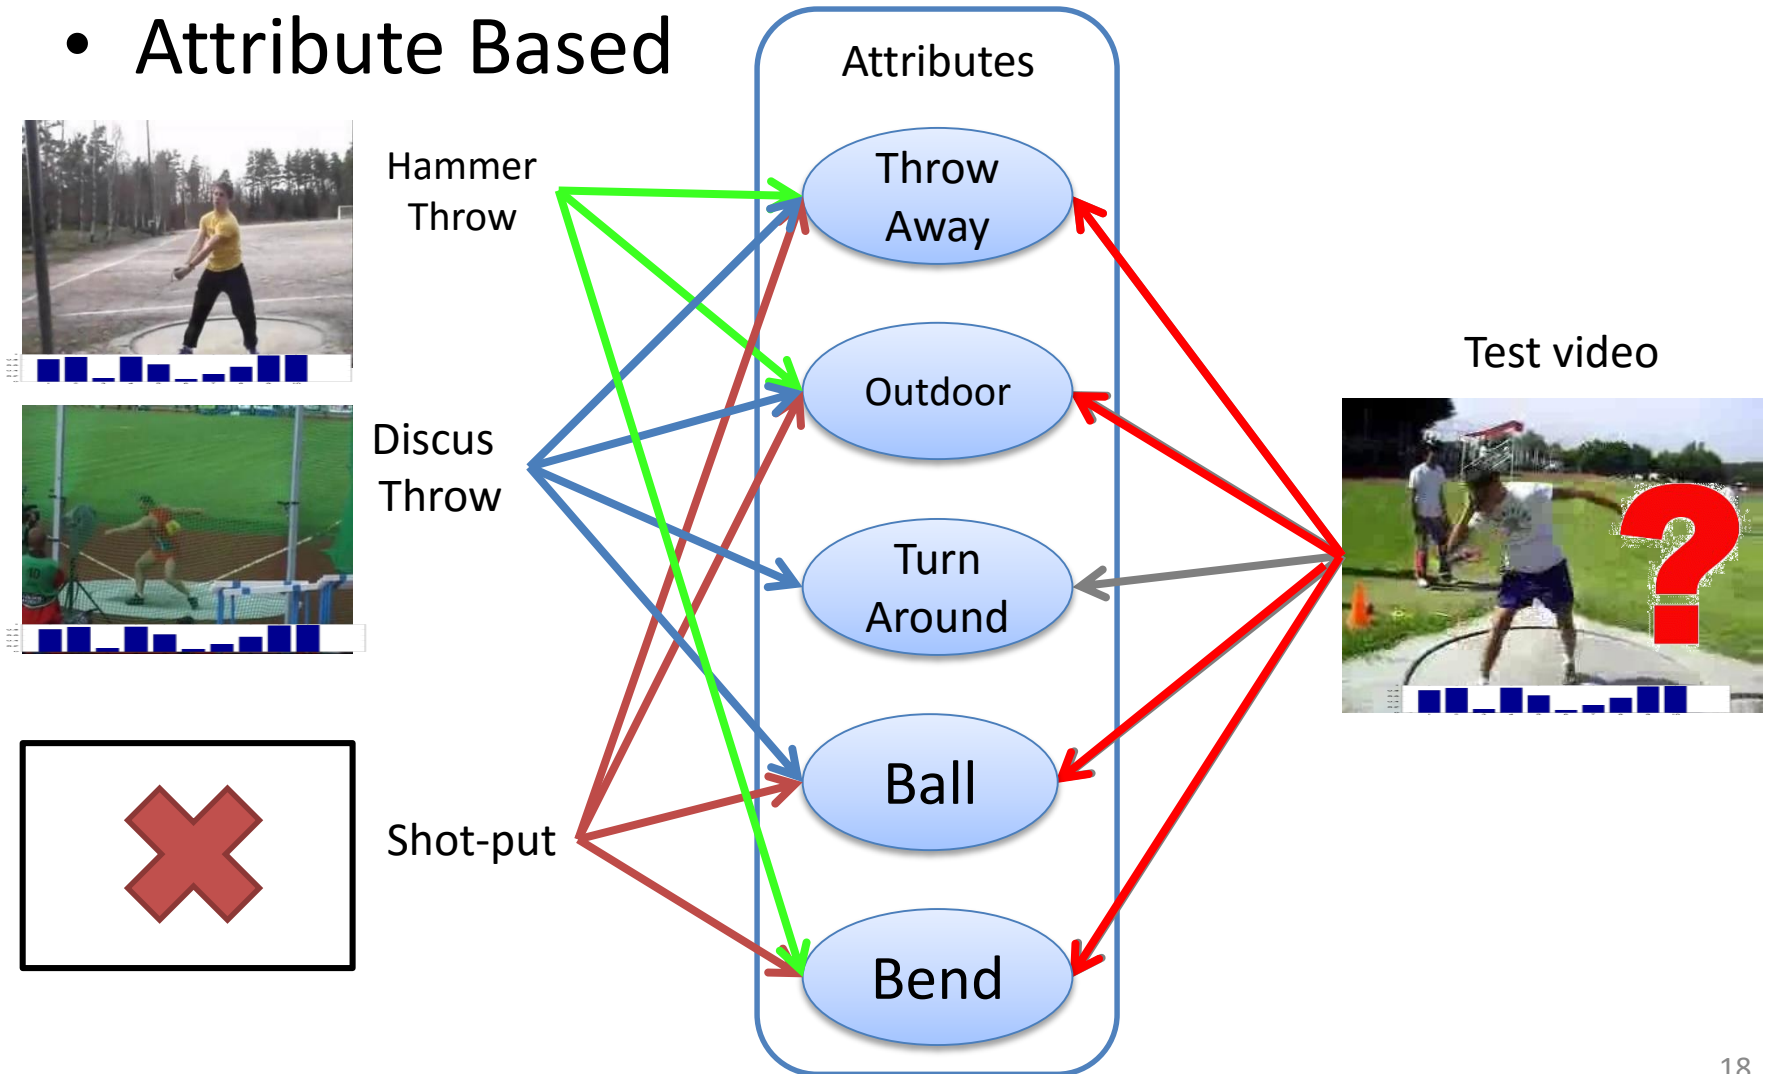 • Attribute Based
Attributes
Hammer
Throw
Discus
Throw
Shot-put
Throw
Away
Outdoor
Turn
Around
Ball
Bend
Test video
?
18